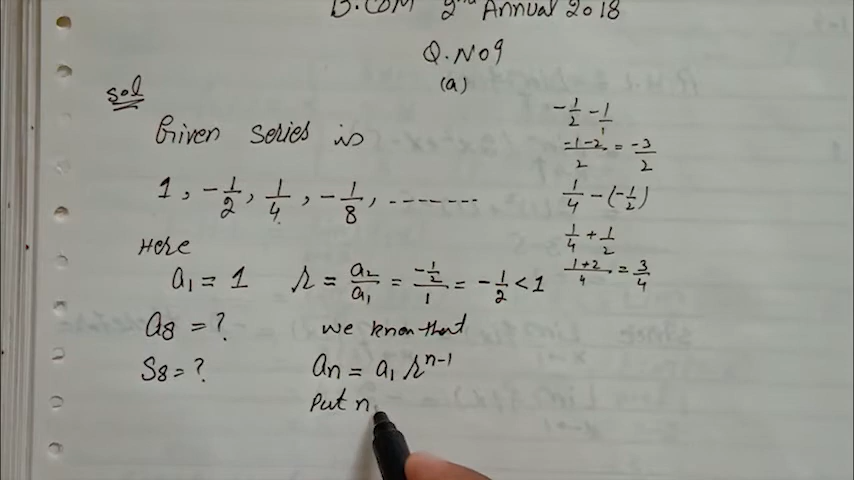 B.COM 2nd Annual 2018
Q.NO9
(a)
Sol
Given series is
1, -1/2, 1/4, -1/8, --------
Here
a₁ = 1 r = a₂/a₁ = (-1/2)/1 = -1/2 < 1
a₈ = ? we know that
S₈ = ? aₙ = a₁ rⁿ⁻¹
Put n
-1/2 - 1/1
(-1-2)/2 = -3/2
1/4 - (-1/2)
1/4 + 1/2
(1+2)/4 = 3/4